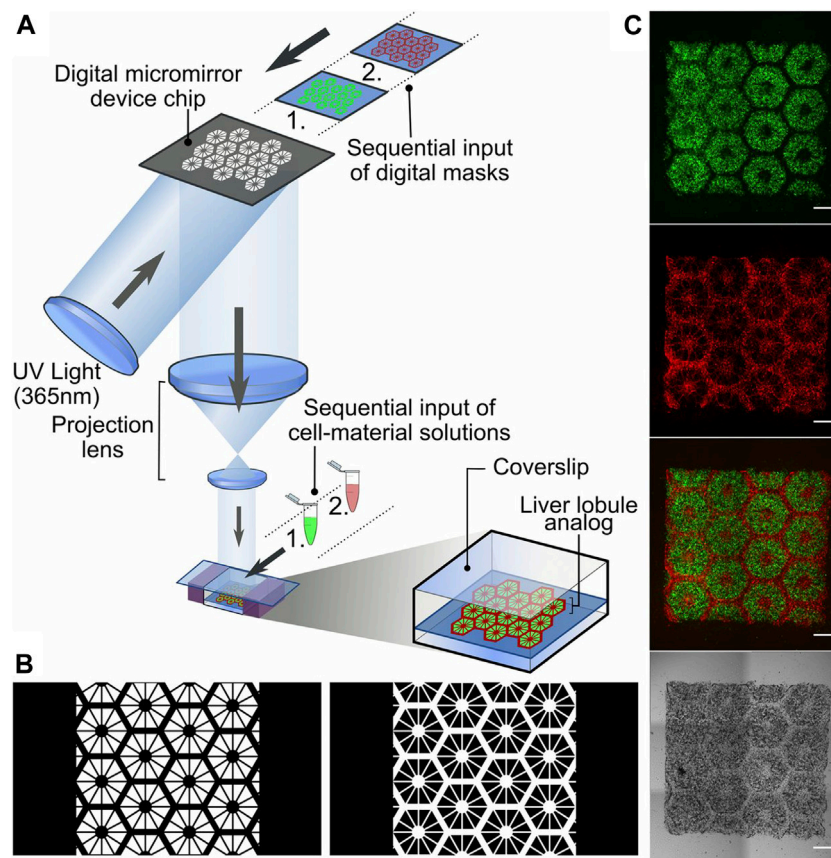 A
Digital micromirror
device chip
1.
2.
Sequential input
of digital masks
UV Light
(365nm)
Projection
lens
Sequential input of
cell-material solutions
1.
2.
Coverslip
Liver lobule
analog
B
C